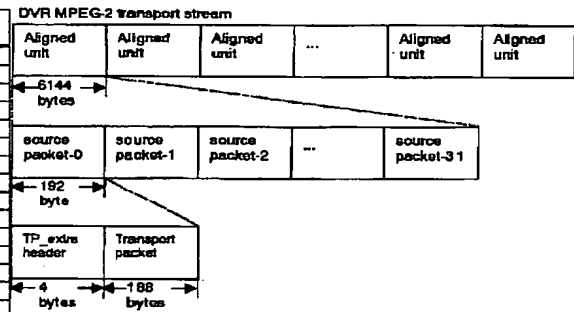 DVR MPEG-2 transport stream
Aligned unit
Aligned unit
Aligned unit
...
Aligned unit
Aligned unit
6144 bytes
source packet-0
source packet-1
source packet-2
...
source packet-31
192 byte
TP_extra header
Transport packet
4 bytes
188 bytes